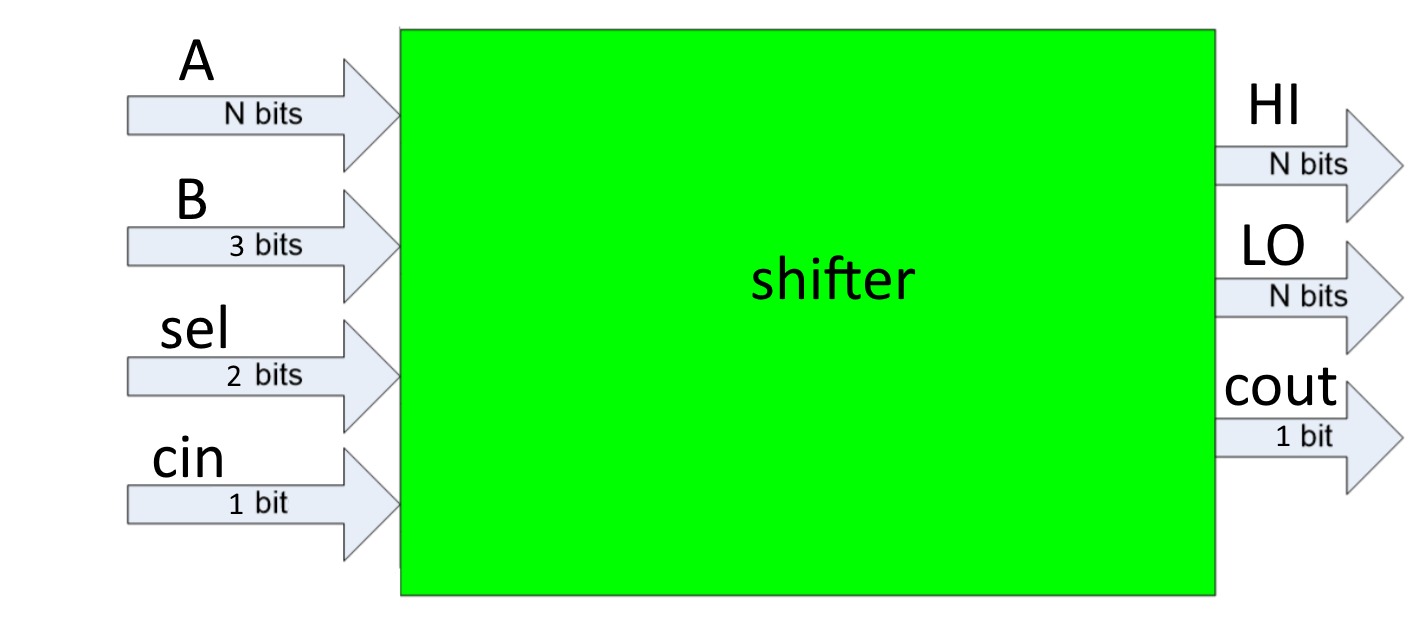 A
N bits
B
3 bits
sel
2 bits
cin
1 bit
shifter
HI
N bits
LO
N bits
cout
1 bit